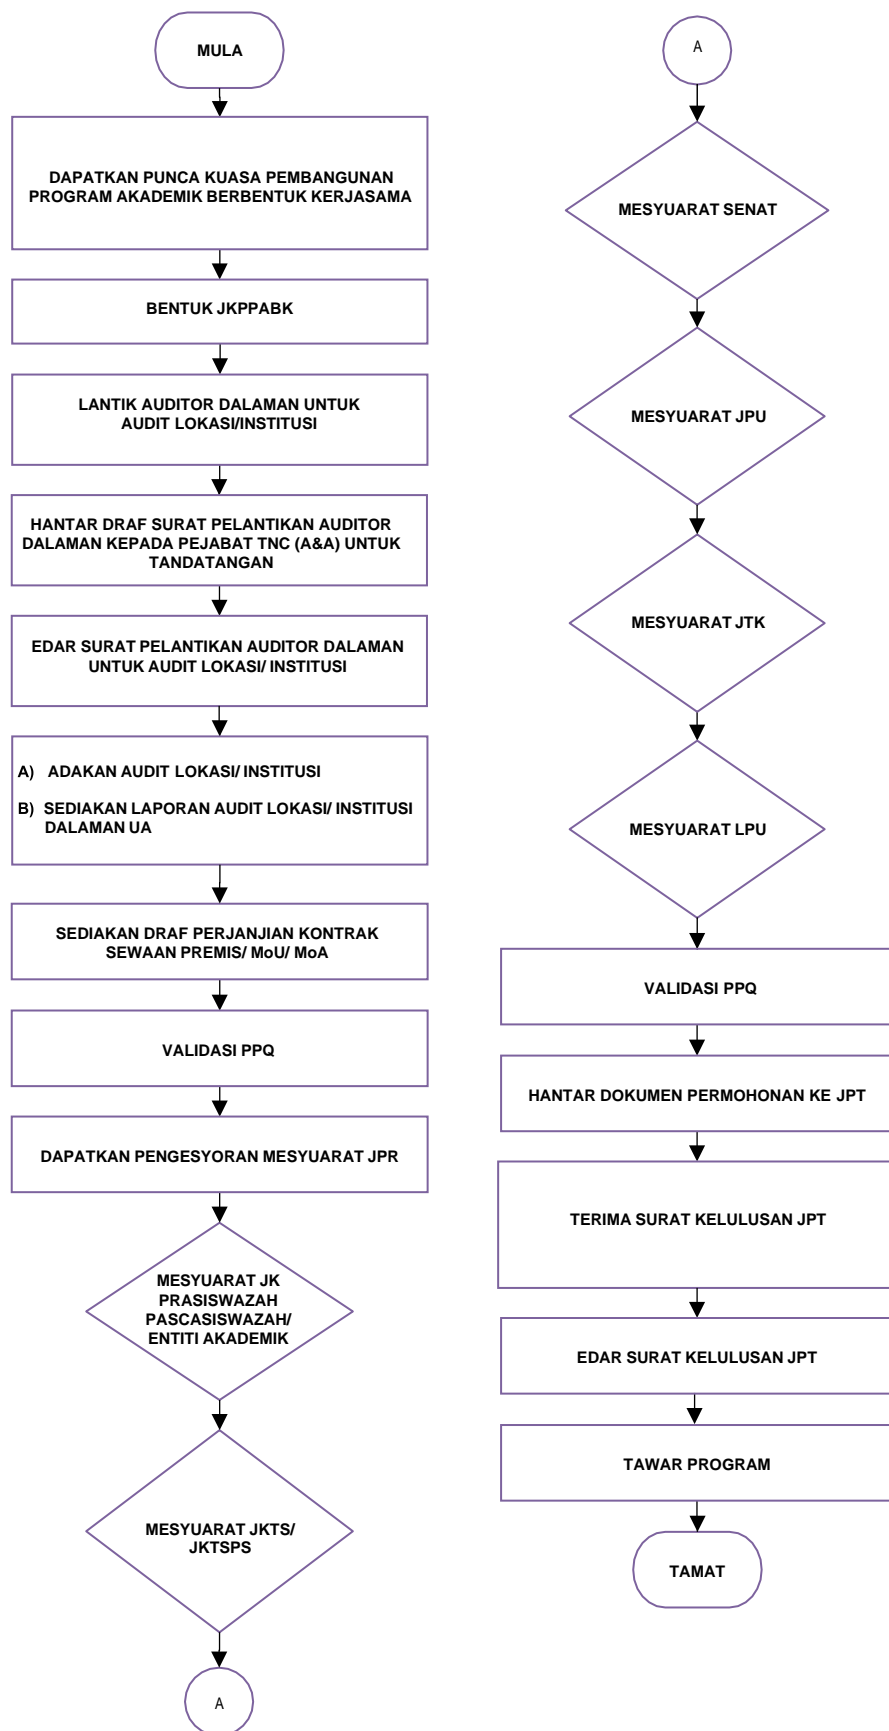 MULA
DAPATKAN PUNCA KUASA PEMBANGUNAN
PROGRAM AKADEMIK BERBENTUK KERJASAMA
BENTUK JKPPABK
LANTIK AUDITOR DALAMAN UNTUK
AUDIT LOKASI/INSTITUSI
HANTAR DRAF SURAT PELANTIKAN AUDITOR
DALAMAN KEPADA PEJABAT TNC (A&A) UNTUK
TANDATANGAN
EDAR SURAT PELANTIKAN AUDITOR DALAMAN
UNTUK AUDIT LOKASI/ INSTITUSI
A) ADAKAN AUDIT LOKASI/ INSTITUSI
B) SEDIAKAN LAPORAN AUDIT LOKASI/ INSTITUSI
DALAMAN UA
SEDIAKAN DRAF PERJANJIAN KONTRAK
SEWAAN PREMIS/ MoU/ MoA
VALIDASI PPQ
DAPATKAN PENGESYORAN MESYUARAT JPR
MESYUARAT JK
PRASISWAZAH
PASCASISWAZAH/
ENTITI AKADEMIK
MESYUARAT JKTS/
JKTSPS
A
A
MESYUARAT SENAT
MESYUARAT JPU
MESYUARAT JTK
MESYUARAT LPU
VALIDASI PPQ
HANTAR DOKUMEN PERMOHONAN KE JPT
TERIMA SURAT KELULUSAN JPT
EDAR SURAT KELULUSAN JPT
TAWAR PROGRAM
TAMAT